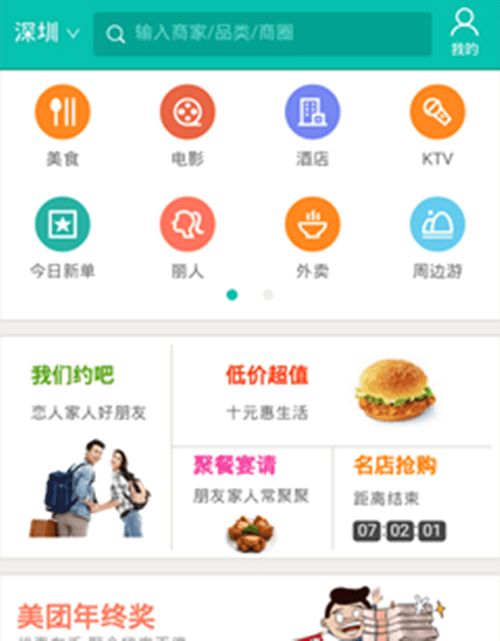 深圳
输入商家/品类/商圈
我的
美食
电影
酒店
KTV
今日新单
丽人
外卖
周边游
我们约吧
恋人家人好朋友
低价超值
十元惠生活
聚餐宴请
朋友家人常聚聚
名店抢购
距离结束
07:02:01
美团年终奖